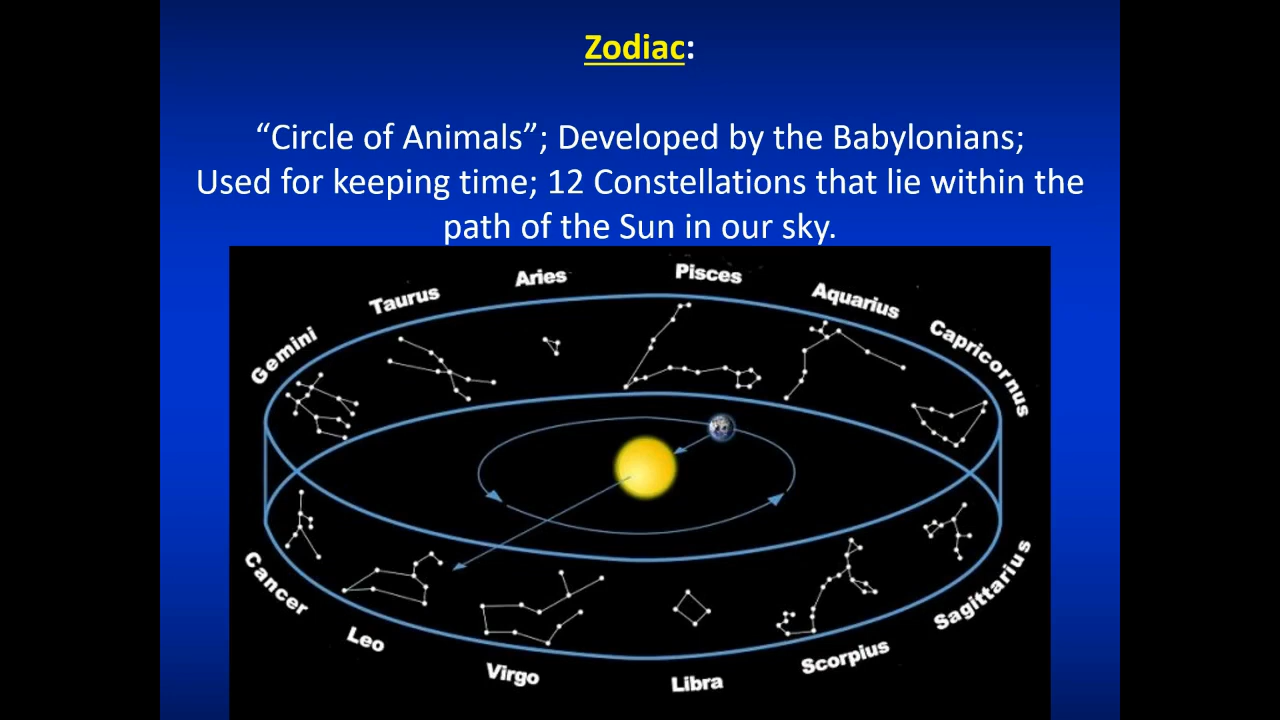 Zodiac:
“Circle of Animals”; Developed by the Babylonians;
Used for keeping time; 12 Constellations that lie within the
path of the Sun in our sky.
Gemini
Taurus
Aries
Pisces
Aquarius
Capricornus
Cancer
Leo
Virgo
Libra
Scorpius
Sagittarius